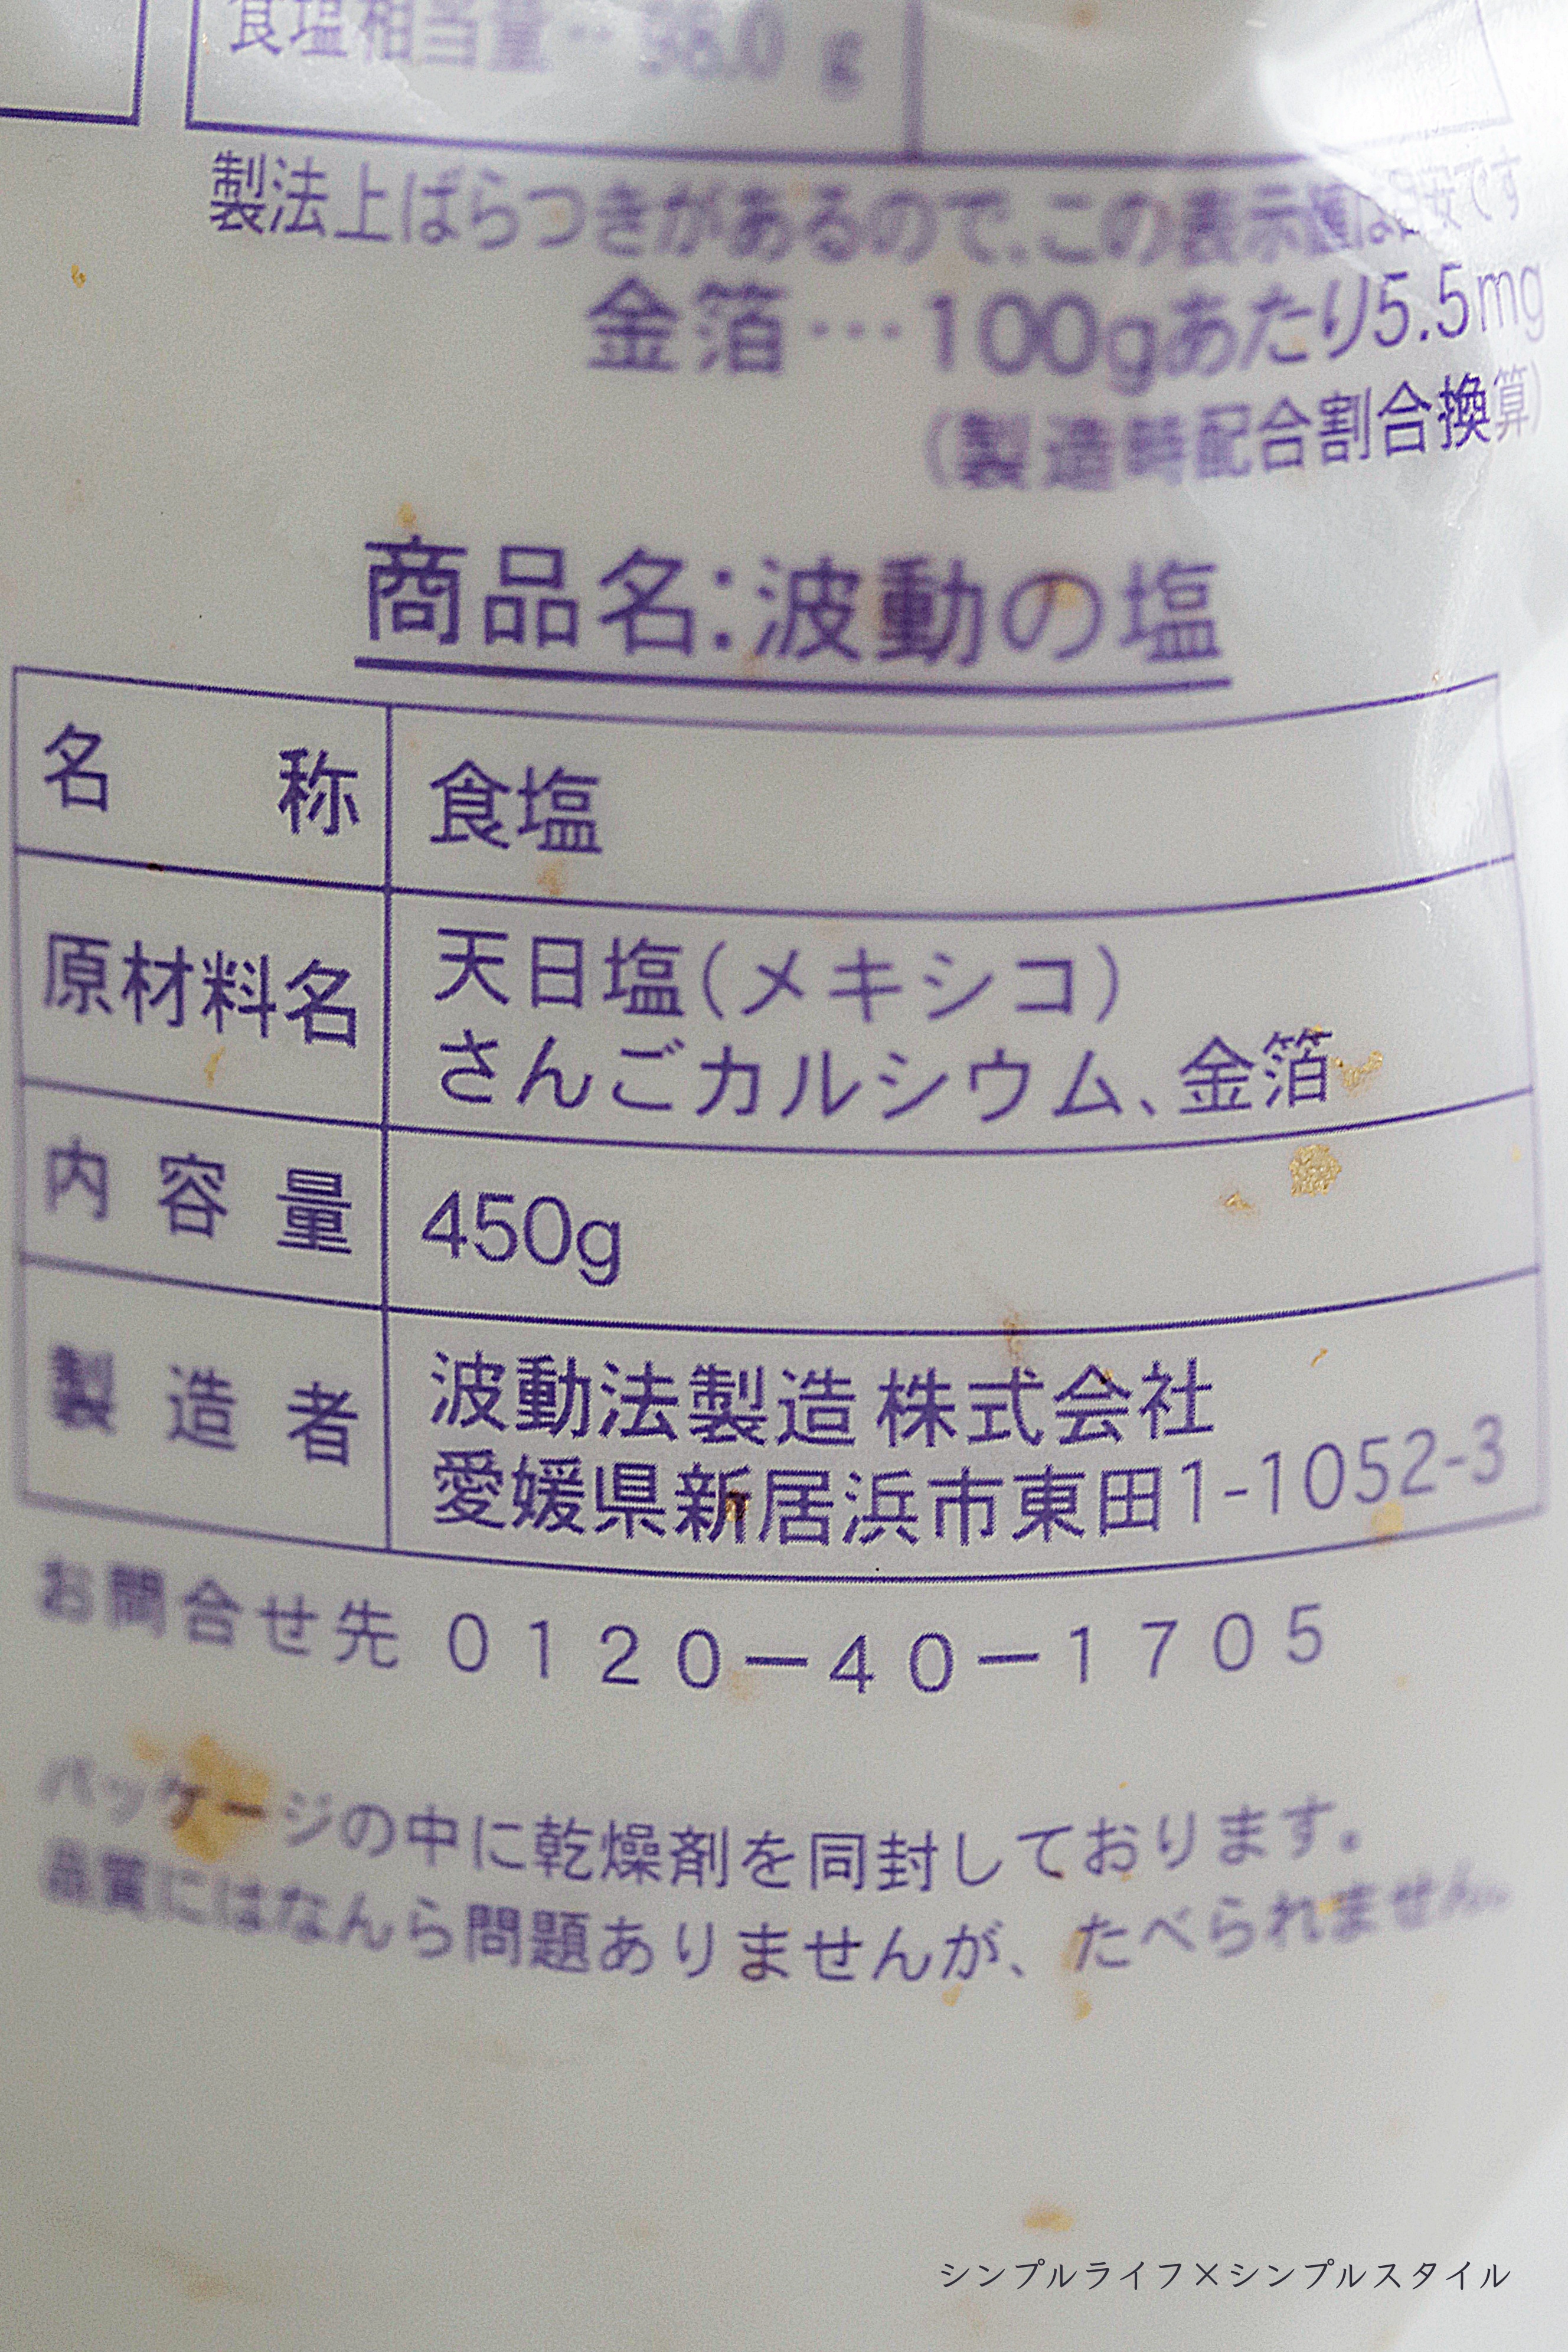 食塩相当量… 98.0 g
製法上ばらつきがあるので、この表示値は目安です
金箔…100gあたり5.5mg
(製造時配合割合換算)
商品名:波動の塩
名称 食塩
原材料名 天日塩(メキシコ)
さんごカルシウム、金箔
内容量 450g
製造者 波動法製造株式会社
愛媛県新居浜市東田1-1052-3
お問合せ先 0120-40-1705
パッケージの中に乾燥剤を同封しております。
品質にはなんら問題ありませんが、たべられません。
シンプルライフ×シンプルスタイル